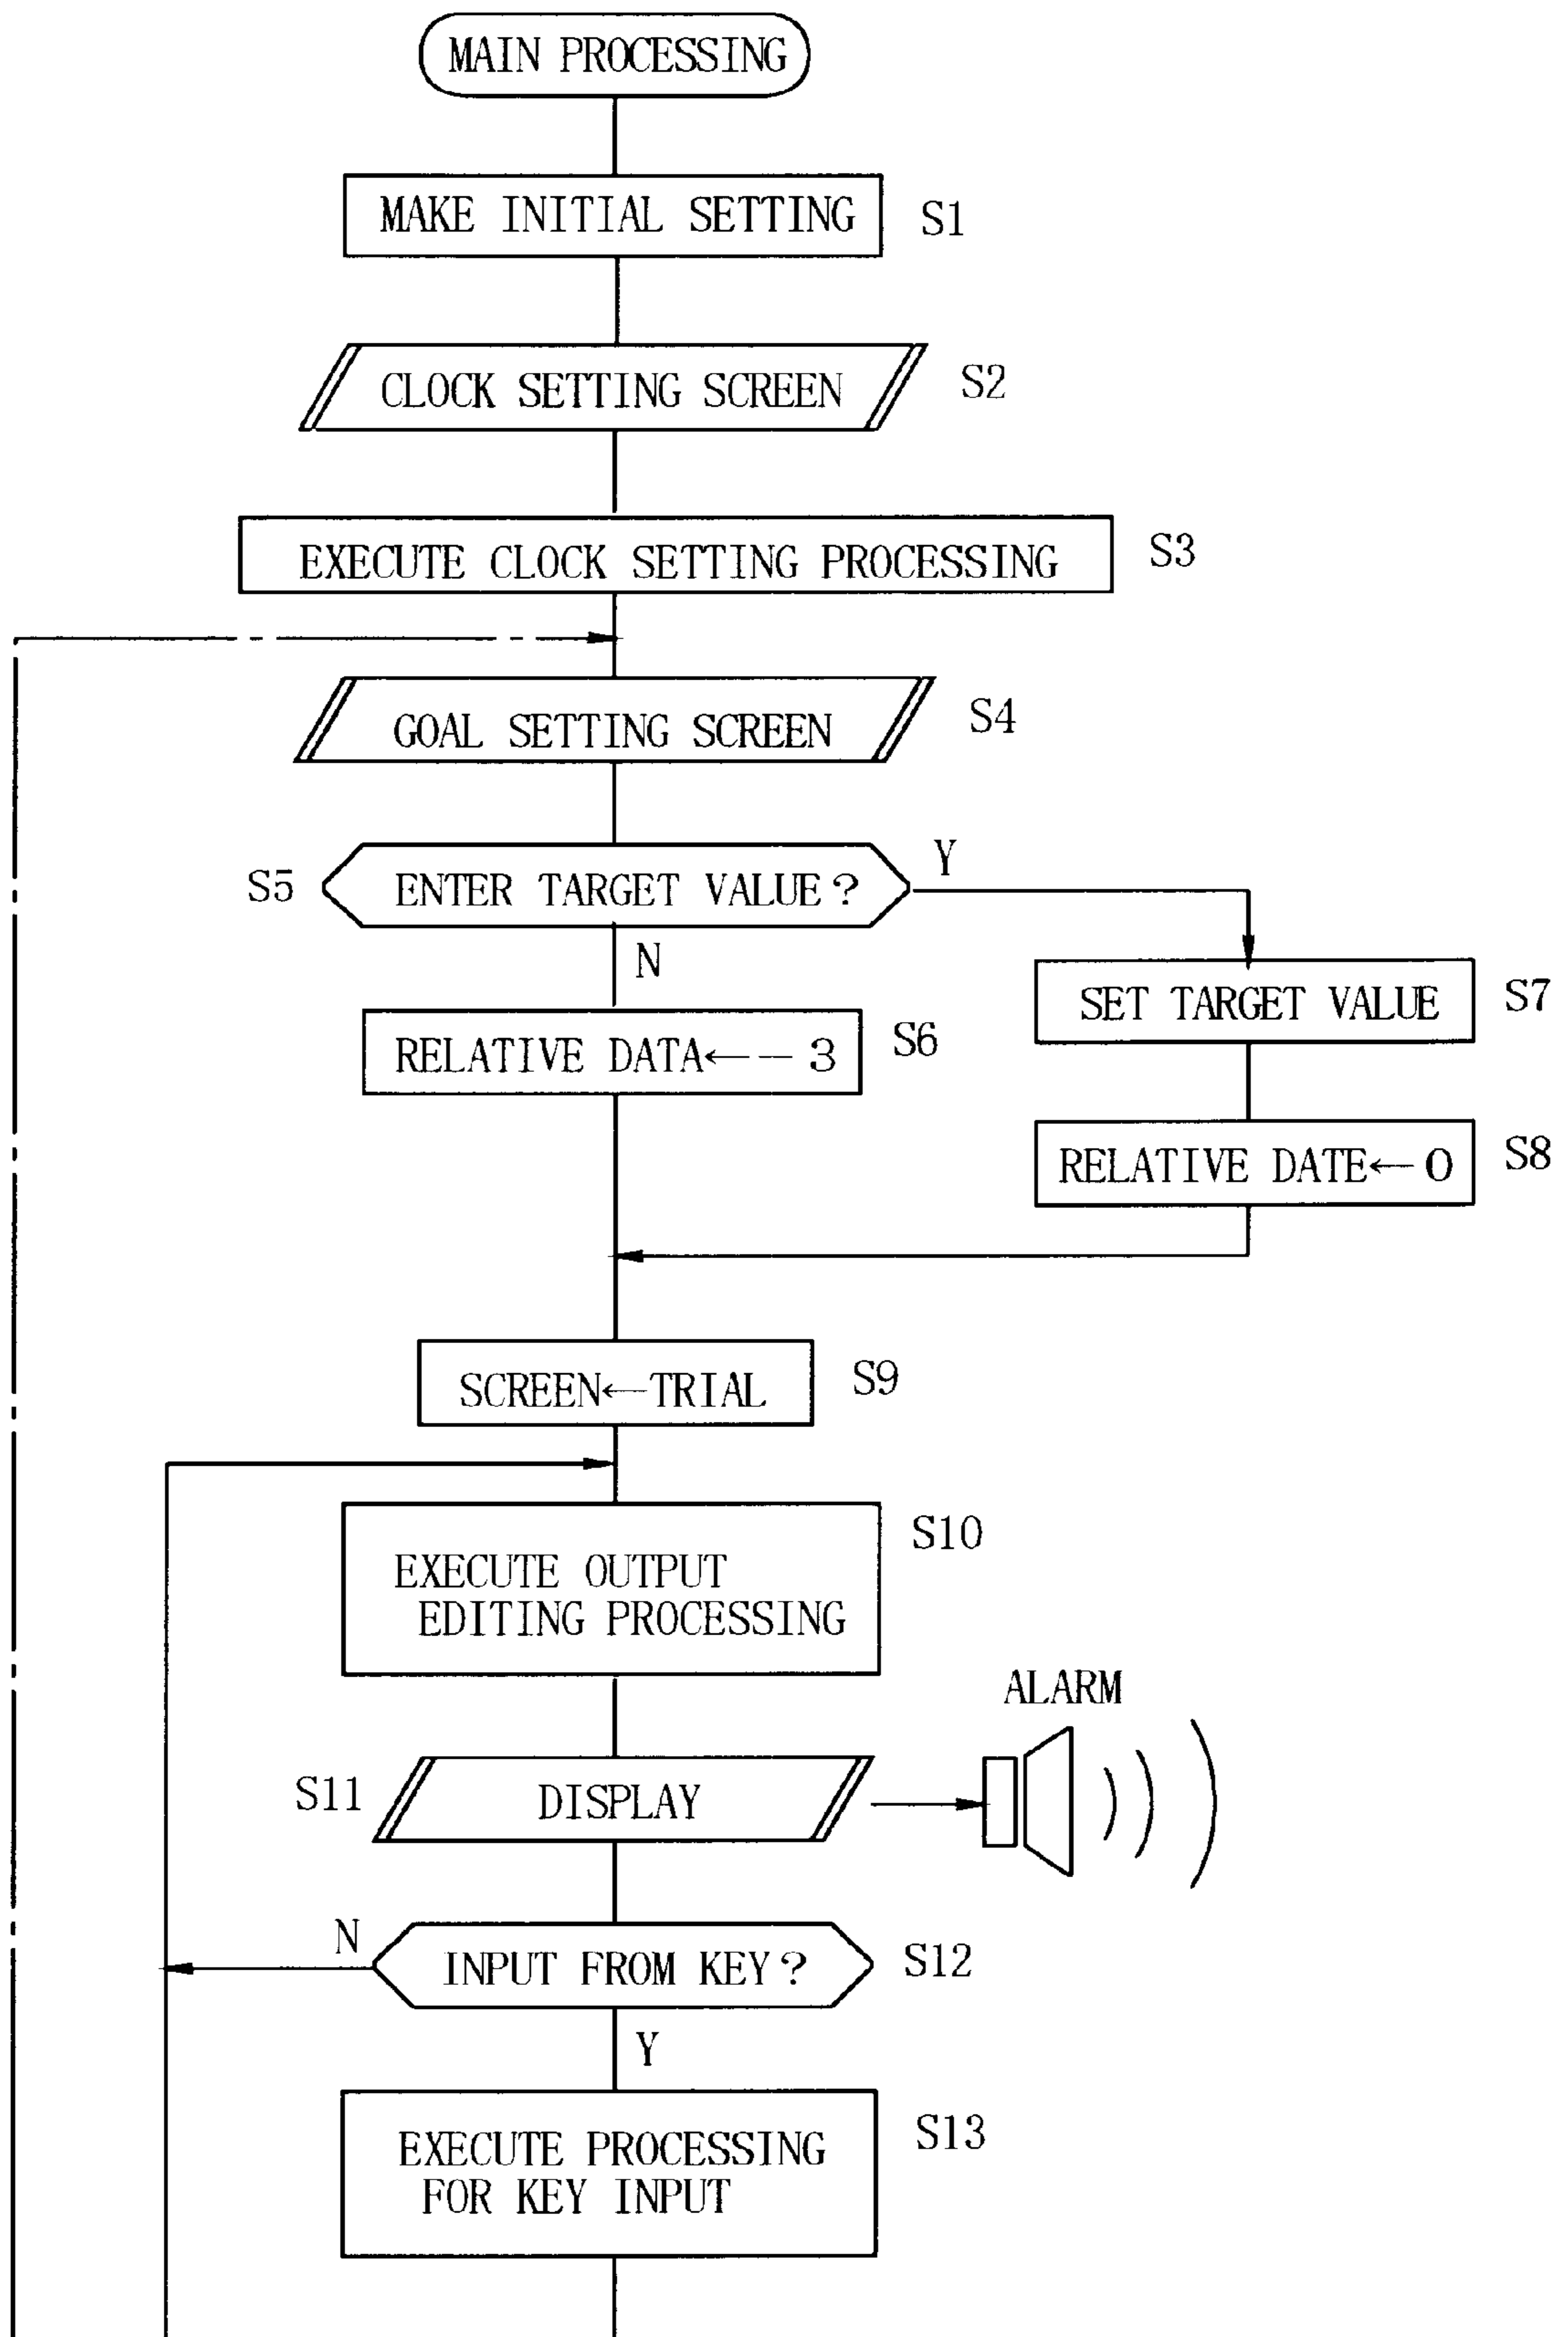 MAIN PROCESSING
MAKE INITIAL SETTING
S1
CLOCK SETTING SCREEN
S2
EXECUTE CLOCK SETTING PROCESSING
S3
GOAL SETTING SCREEN
S4
S5
ENTER TARGET VALUE?
Y
N
SET TARGET VALUE
S7
RELATIVE DATA←−3
S6
RELATIVE DATE←0
S8
SCREEN←TRIAL
S9
EXECUTE OUTPUT
EDITING PROCESSING
S10
ALARM
S11
DISPLAY
N
INPUT FROM KEY?
S12
Y
EXECUTE PROCESSING
FOR KEY INPUT
S13